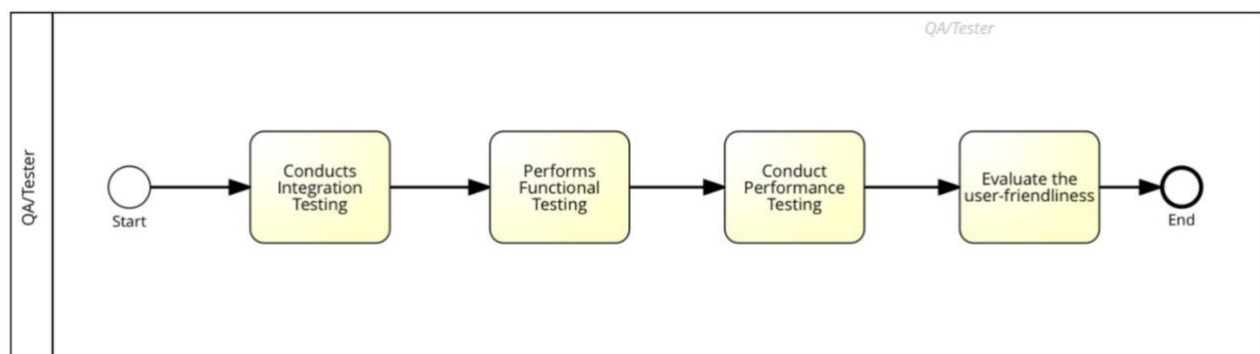 QA/Tester
QA/Tester
Start
Conducts
Integration
Testing
Performs
Functional
Testing
Conduct
Performance
Testing
Evaluate the
user-friendliness
End